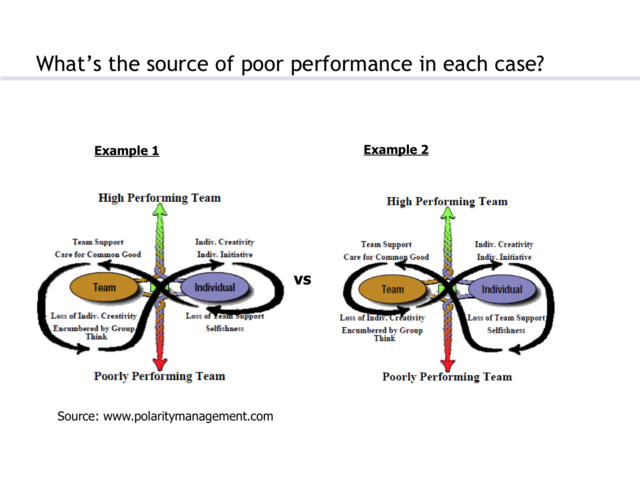 What's the source of poor performance in each case?
Example 1
High Performing Team
Team Support
Care for Common Good
Indiv. Creativity
Indiv. Initiative
Team
Individual
Loss of Indiv. Creativity
Encumbered by Group
Think
Loss of Team Support
Selfishness
Poorly Performing Team
vs
Example 2
High Performing Team
Team Support
Care for Common Good
Indiv. Creativity
Indiv. Initiative
Team
Individual
Loss of Indiv. Creativity
Encumbered by Group
Think
Loss of Team Support
Selfishness
Poorly Performing Team
Source: www.polaritymanagement.com